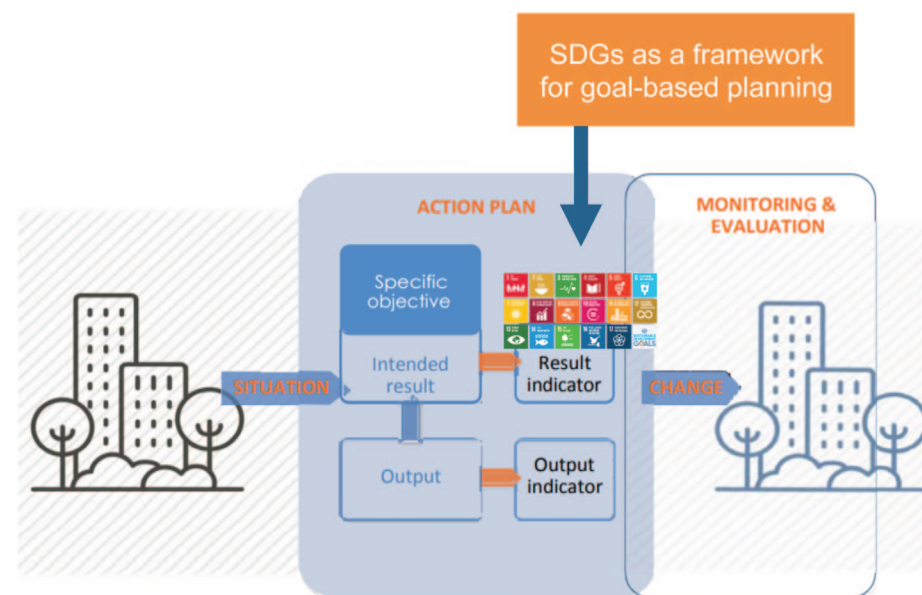 SDGs as a framework
for goal-based planning
ACTION PLAN
MONITORING &
EVALUATION
Specific
objective
Intended
result
Result
indicator
SITUATION
CHANGE
Output
Output
indicator
GOALS